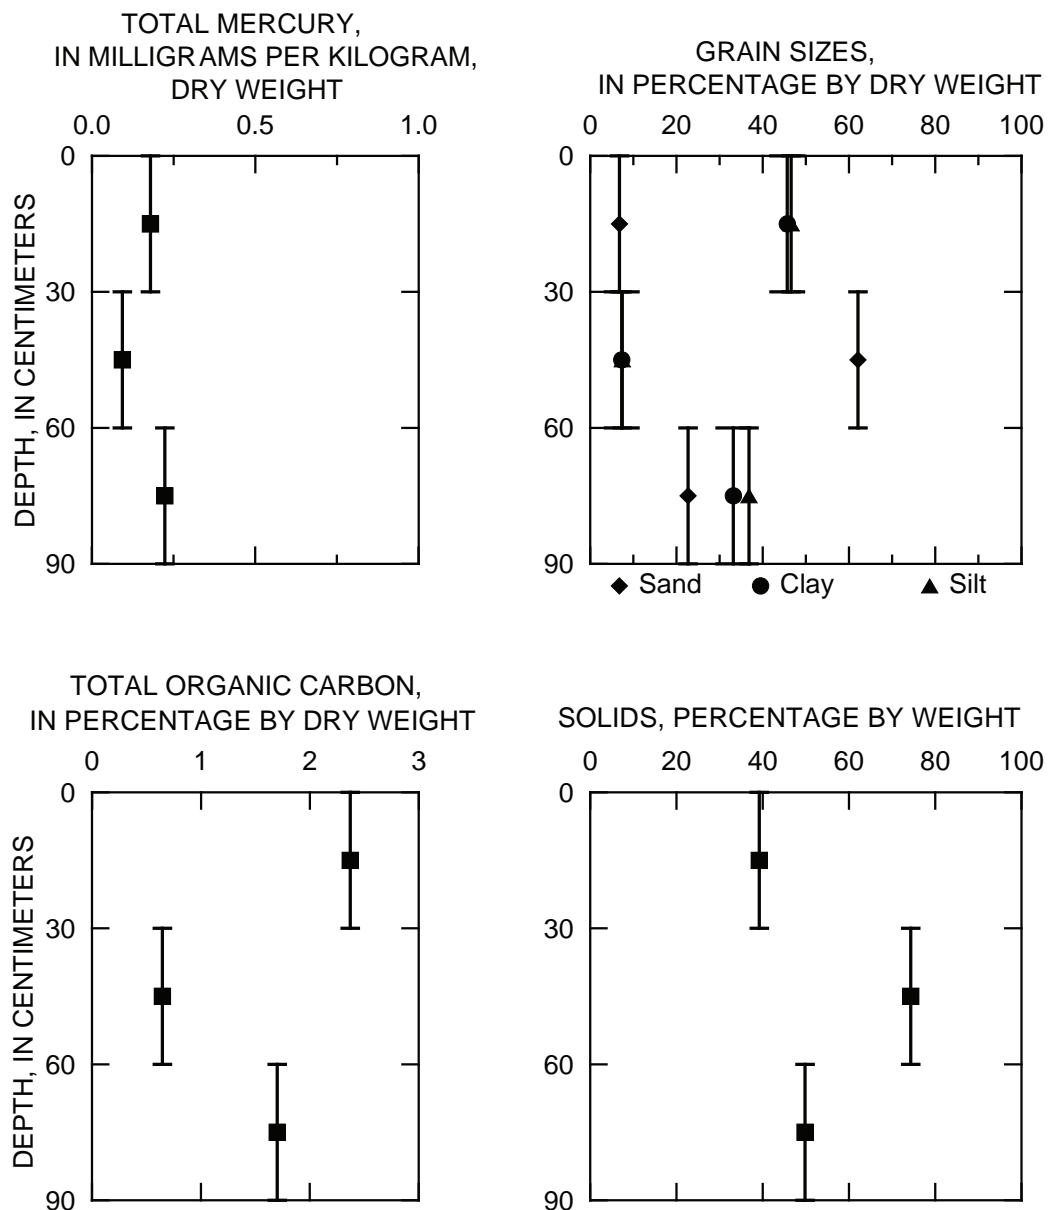 TOTAL MERCURY,
IN MILLIGRAMS PER KILOGRAM,
DRY WEIGHT
0.0 0.5 1.0
0
30
60
90
DEPTH, IN CENTIMETERS
GRAIN SIZES,
IN PERCENTAGE BY DRY WEIGHT
0 20 40 60 80 100
0
30
60
90
Sand Clay Silt
TOTAL ORGANIC CARBON,
IN PERCENTAGE BY DRY WEIGHT
0 1 2 3
0
30
60
90
DEPTH, IN CENTIMETERS
SOLIDS, PERCENTAGE BY WEIGHT
0 20 40 60 80 100
0
30
60
90